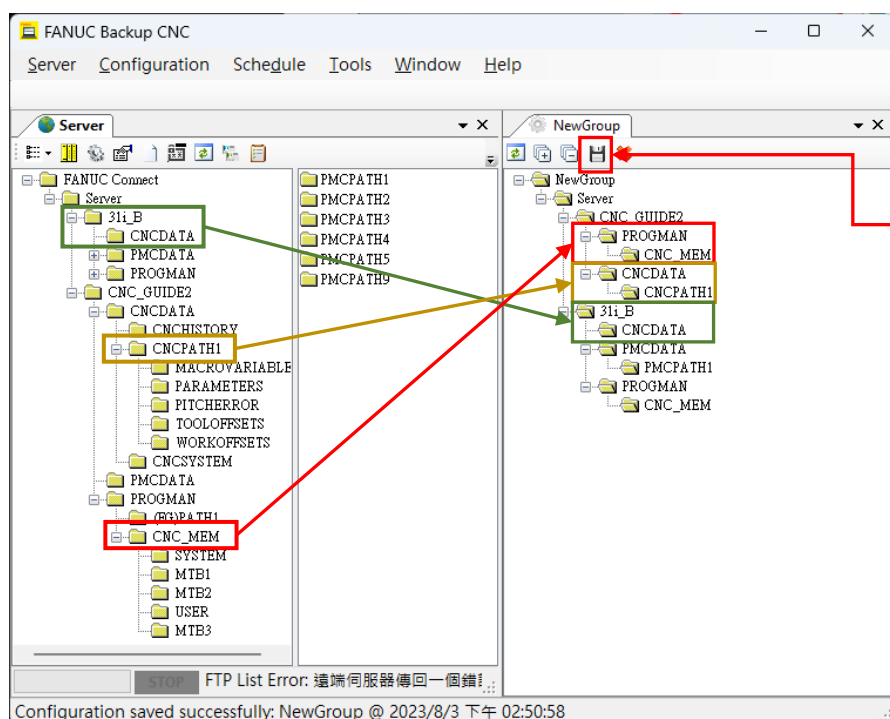 FANUC Backup CNC
Server Configuration Schedule Tools Window Help
Server
NewGroup
FANUC Connect
Server
31i_B
CNCDATA
PMCDATA
PROGMAN
CNC_GUIDE2
CNCDATA
CNCHISTORY
CNCPATH1
MACROVARIABLE
PARAMETERS
PITCHERROR
TOOLOFFSETS
WORKOFFSETS
CNCSYSTEM
PMCDATA
PROGMAN
(FG)PATH1
CNC_MEM
SYSTEM
MTB1
MTB2
USER
MTB3
PMCPATH1
PMCPATH2
PMCPATH3
PMCPATH4
PMCPATH5
PMCPATH9
NewGroup
Server
CNC_GUIDE2
PROGMAN
CNC_MEM
CNCDATA
CNCPATH1
31i_B
CNCDATA
PMCDATA
PMCPATH1
PROGMAN
CNC_MEM
STOP FTP List Error: 遠端伺服器傳回一個錯
Configuration saved successfully: NewGroup @ 2023/8/3 下午 02:50:58